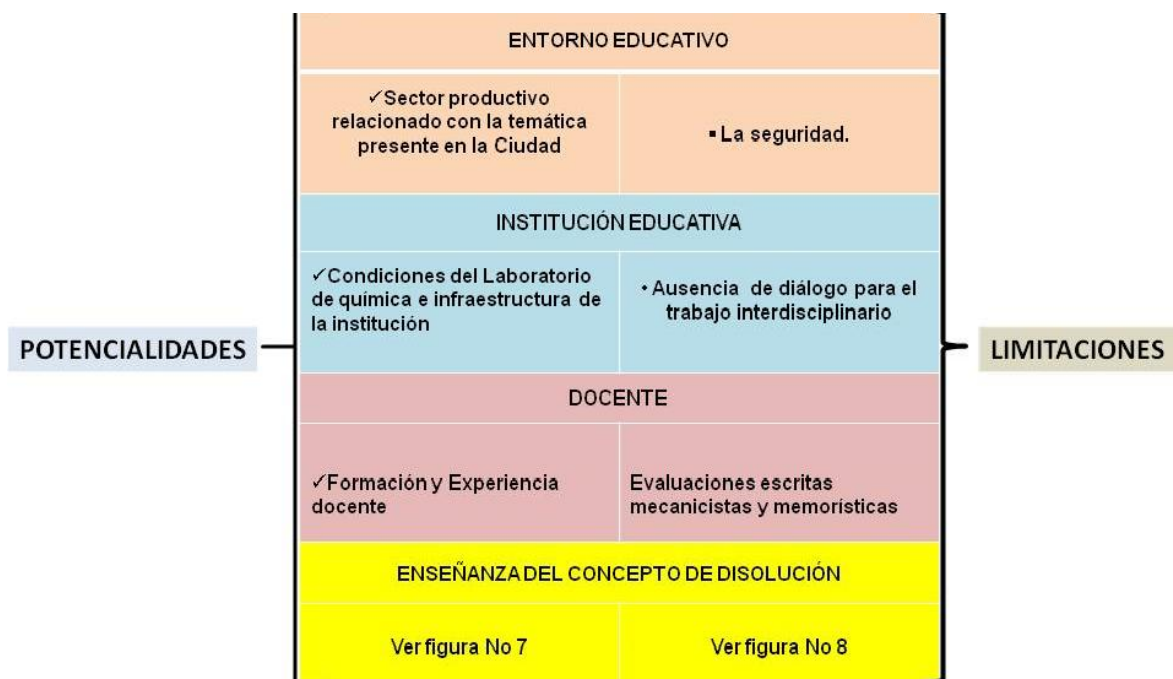 ENTORNO EDUCATIVO
✓Sector productivo
relacionado con la temática
presente en la Ciudad
▪ La seguridad.
INSTITUCIÓN EDUCATIVA
✓Condiciones del Laboratorio
de química e infraestructura de
la institución
• Ausencia de diálogo para el
trabajo interdisciplinario
POTENCIALIDADES
LIMITACIONES
DOCENTE
✓Formación y Experiencia
docente
Evaluaciones escritas
mecanicistas y memorísticas
ENSEÑANZA DEL CONCEPTO DE DISOLUCIÓN
Ver figura No 7
Ver figura No 8